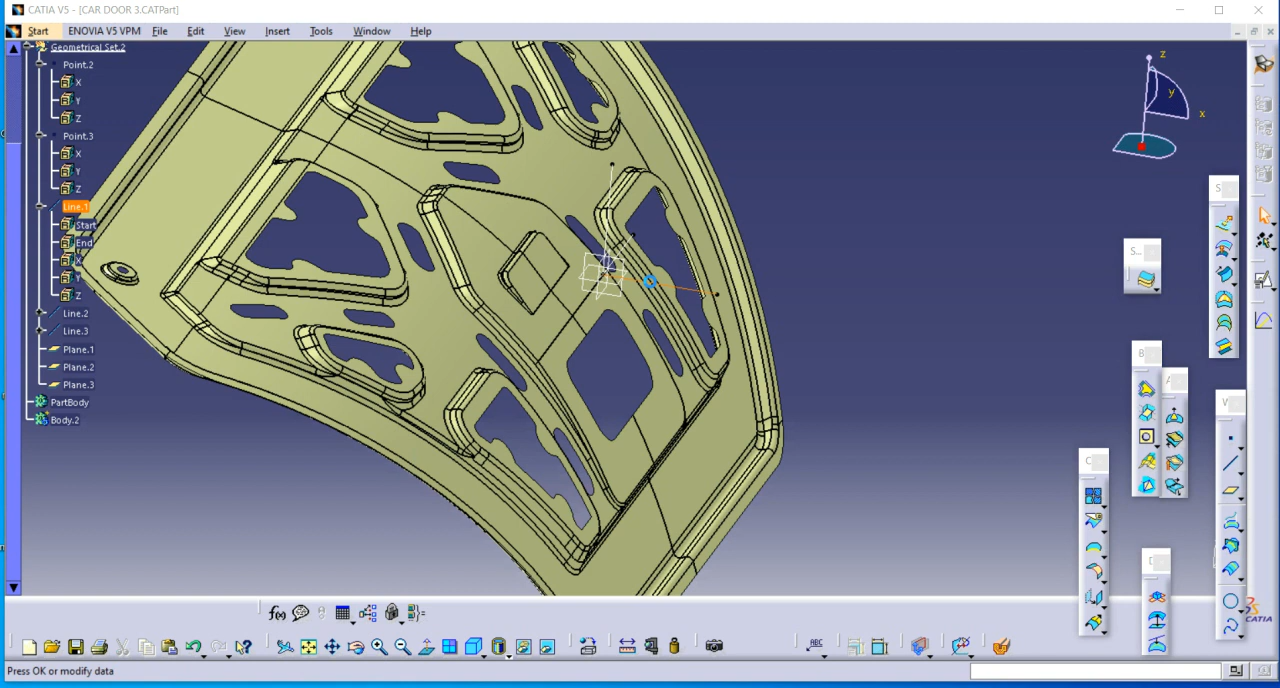 CATIA V5 - [CAR DOOR 3.CATPart]
Start ENOVIA V5 VPM File Edit View Insert Tools Window Help
Geometrical Set.2
Point.2
X
Y
Z
Point.3
X
Y
Z
Line.1
Start
End
X
Y
Z
Line.2
Line.3
Plane.1
Plane.2
Plane.3
PartBody
Body.2
z
y
x
S
S...
B
A
W
C
f(x)
ABC
CATIA
Press OK or modify data